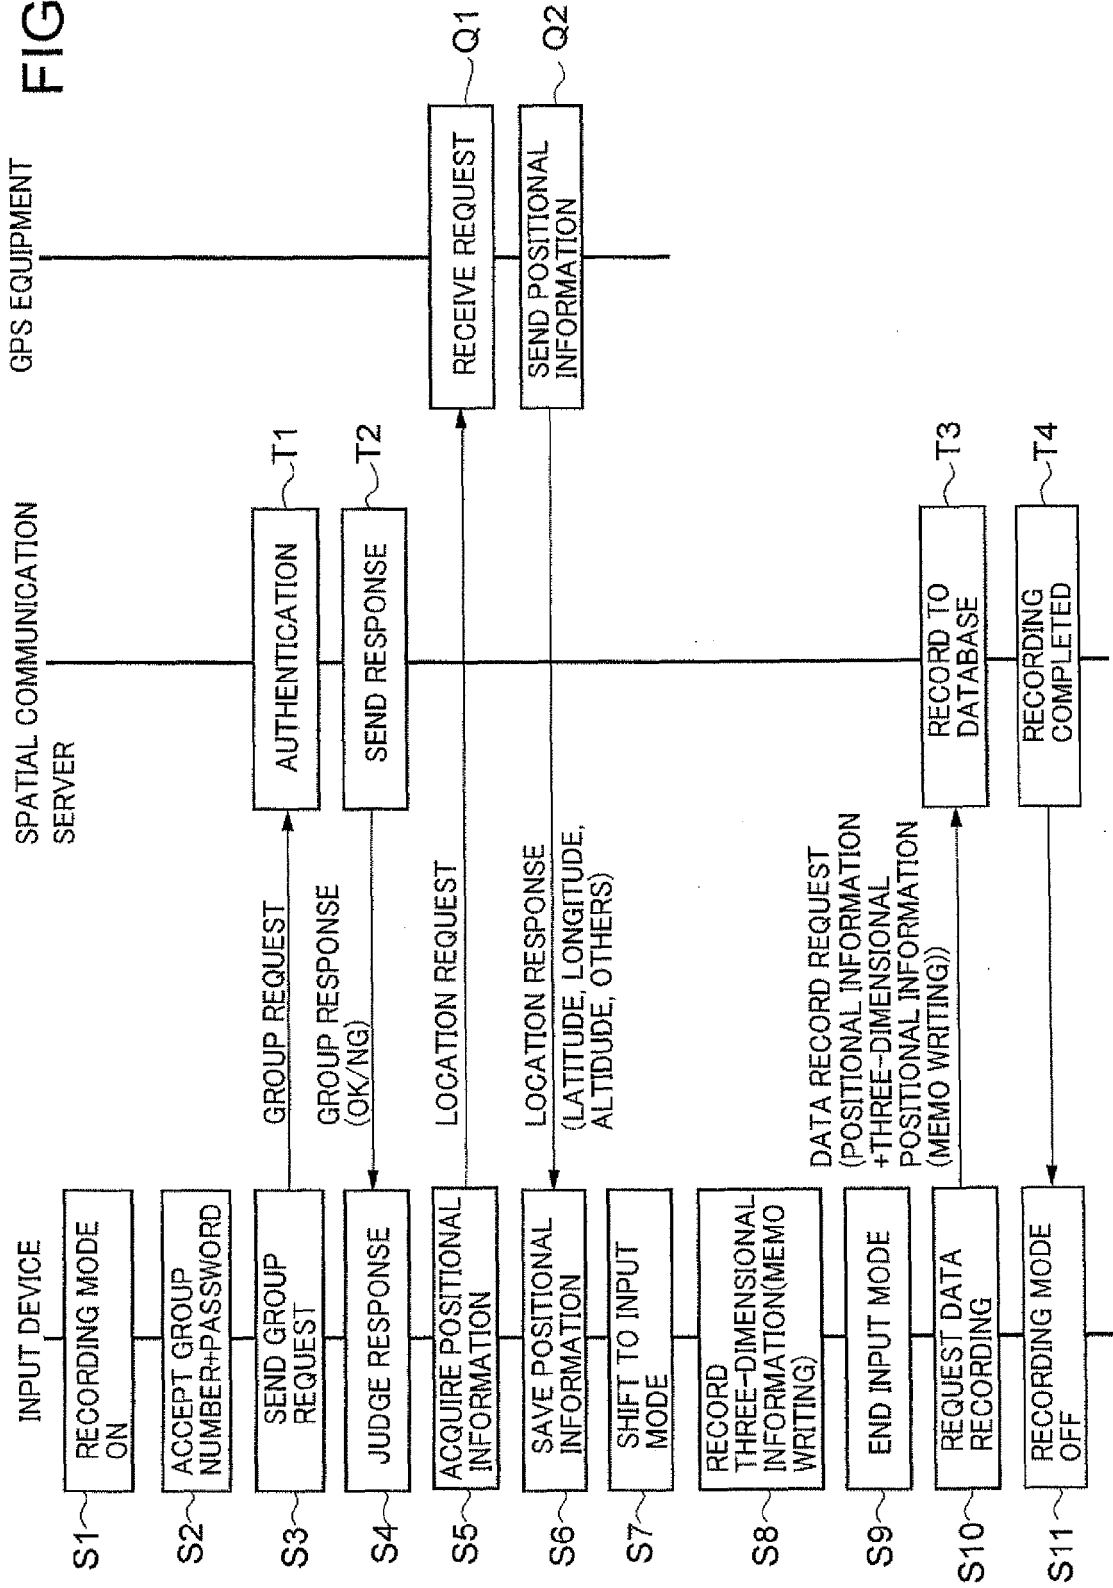 FIG
INPUT DEVICE
SPATIAL COMMUNICATION
SERVER
GPS EQUIPMENT
S1
RECORDING MODE
ON
S2
ACCEPT GROUP
NUMBER+PASSWORD
S3
SEND GROUP
REQUEST
GROUP REQUEST
AUTHENTICATION
T1
S4
JUDGE RESPONSE
GROUP RESPONSE
(OK/NG)
SEND RESPONSE
T2
S5
ACQUIRE POSITIONAL
INFORMATION
LOCATION REQUEST
RECEIVE REQUEST
Q1
S6
SAVE POSITIONAL
INFORMATION
LOCATION RESPONSE
(LATITUDE, LONGITUDE,
ALTIDUDE, OTHERS)
SEND POSITIONAL
INFORMATION
Q2
S7
SHIFT TO INPUT
MODE
S8
RECORD
THREE-DIMENSIONAL
INFORMATION(MEMO
WRITING)
S9
END INPUT MODE
S10
REQUEST DATA
RECORDING
DATA RECORD REQUEST
(POSITIONAL INFORMATION
+THREE-DIMENSIONAL
POSITIONAL INFORMATION
(MEMO WRITING))
RECORD TO
DATABASE
T3
S11
RECORDING MODE
OFF
RECORDING
COMPLETED
T4